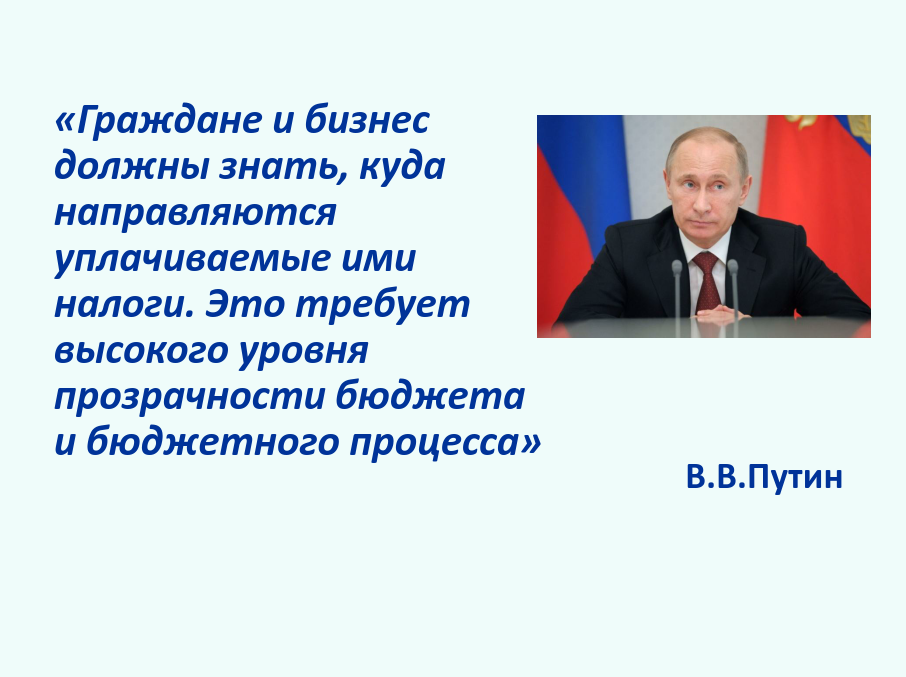 «Граждане и бизнес
должны знать, куда
направляются
уплачиваемые ими
налоги. Это требует
высокого уровня
прозрачности бюджета
и бюджетного процесса»
В.В.Путин